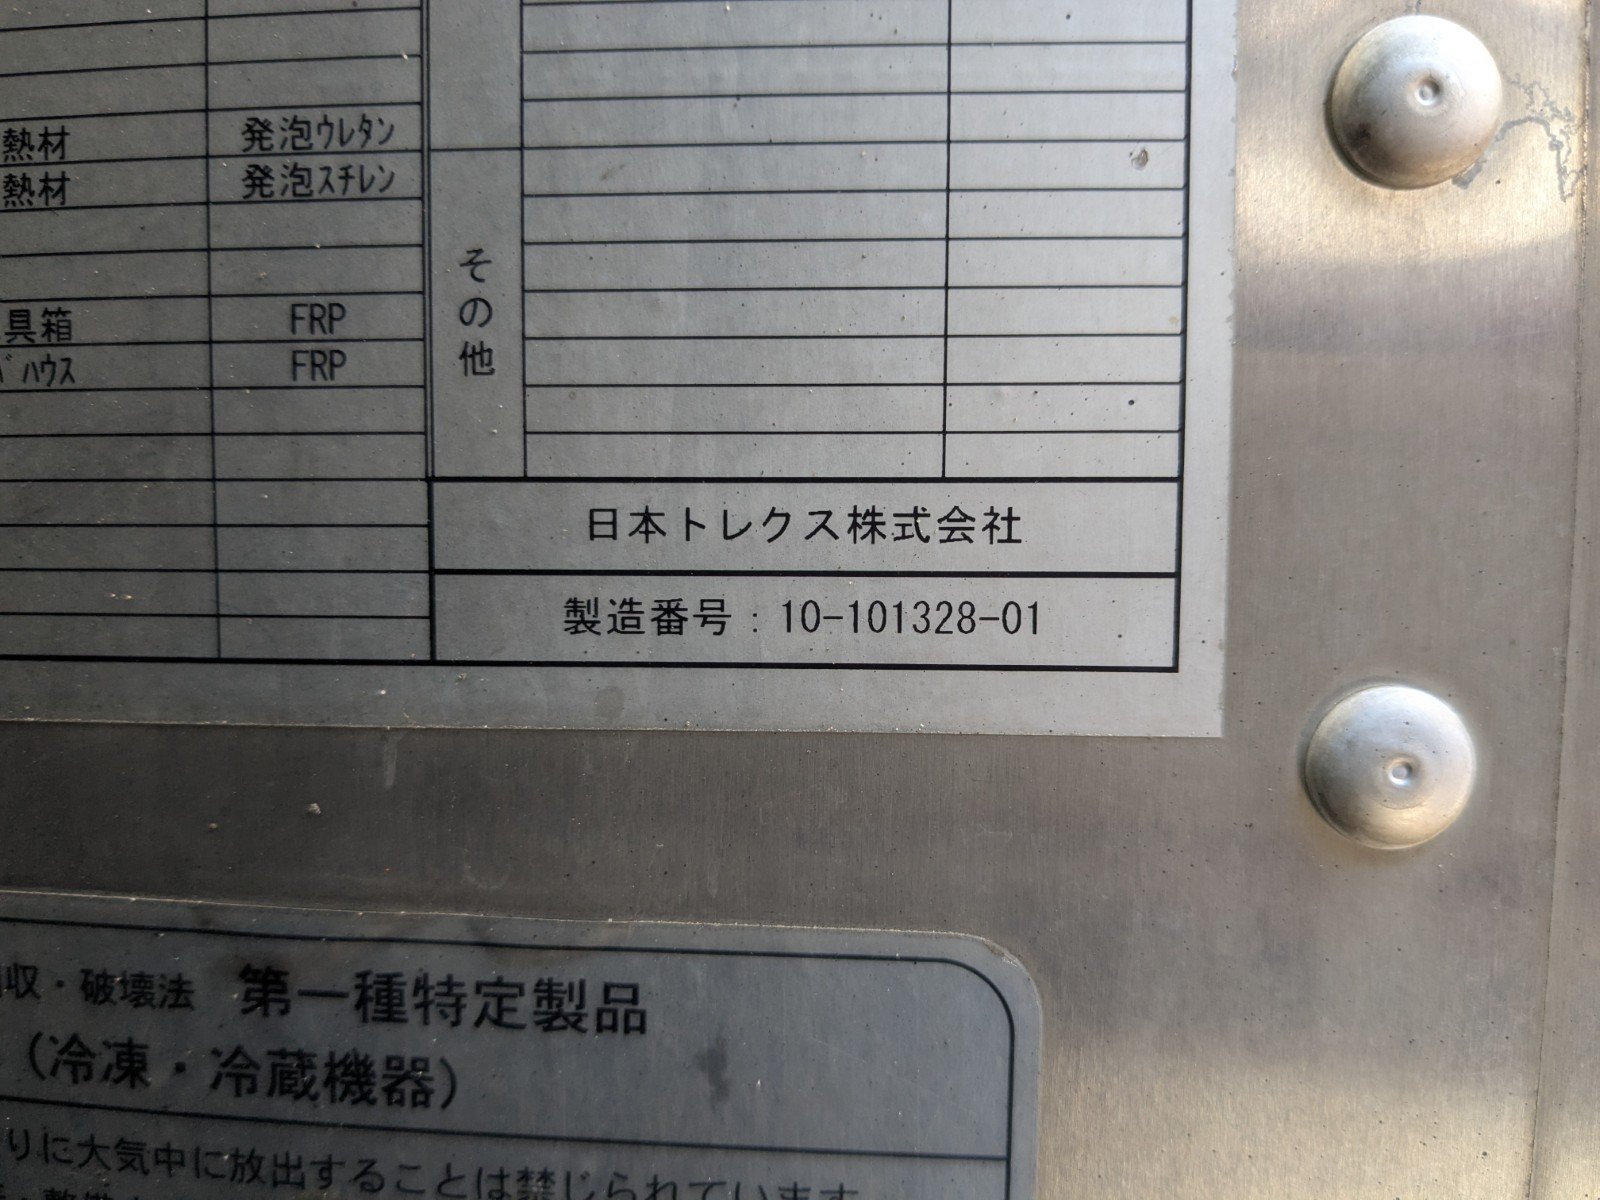 熱材 発泡ウレタン
熱材 発泡スチレン
具箱 FRP
バハウス FRP
その他
日本トレクス株式会社
製造番号：10-101328-01
収・破壊法 第一種特定製品
（冷凍・冷蔵機器）
りに大気中に放出することは禁じられています